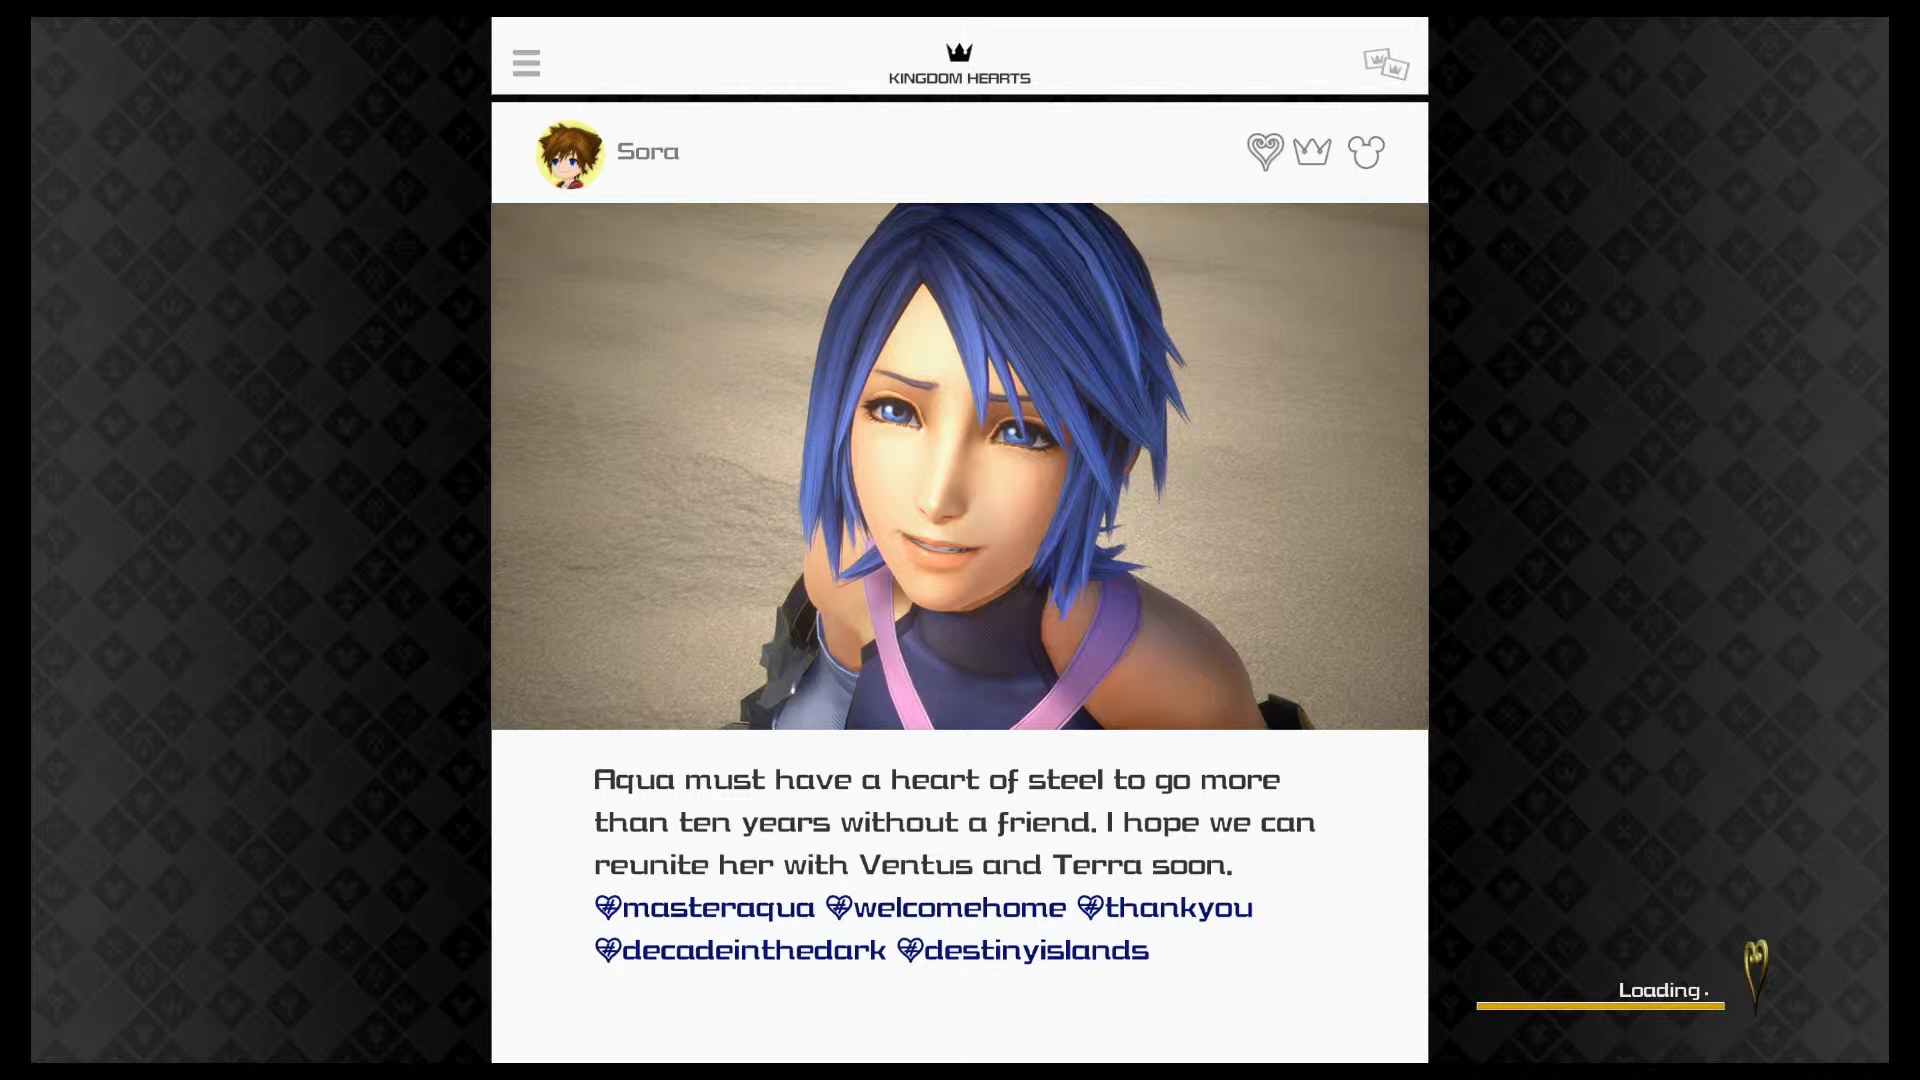 KINGDOM HEARTS
Sora
Aqua must have a heart of steel to go more
than ten years without a friend. I hope we can
reunite her with Ventus and Terra soon.
#masteraqua #welcomehome #thankyou
#decadeinthedark #destinyislands
Loading.